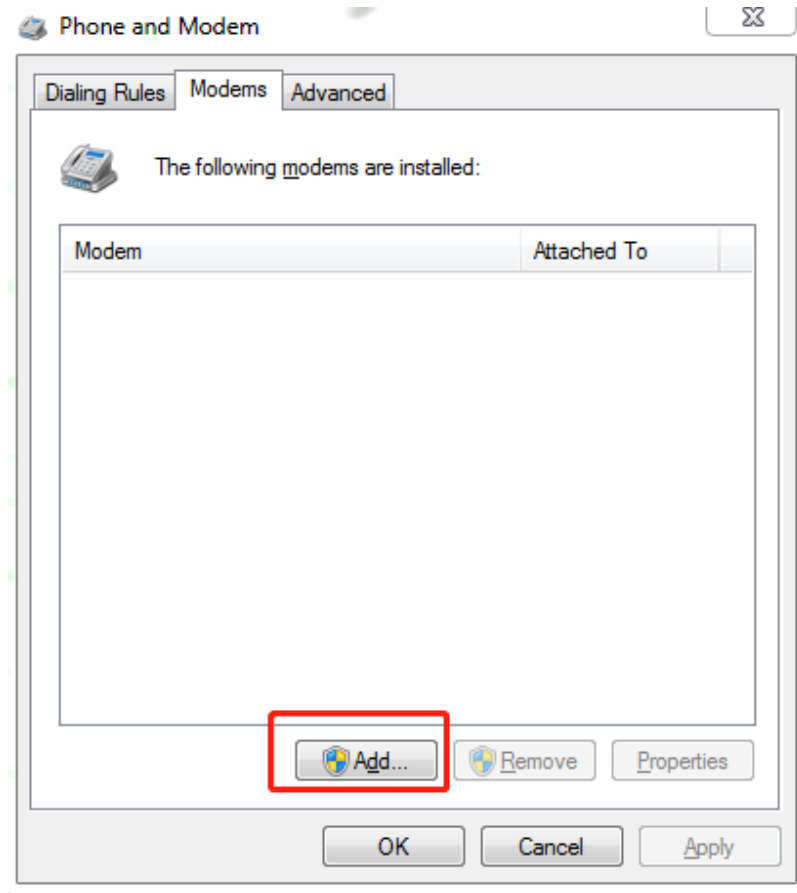 Phone and Modem
Dialing Rules Modems Advanced
The following modems are installed:
Modem Attached To
Add... Remove Properties
OK Cancel Apply